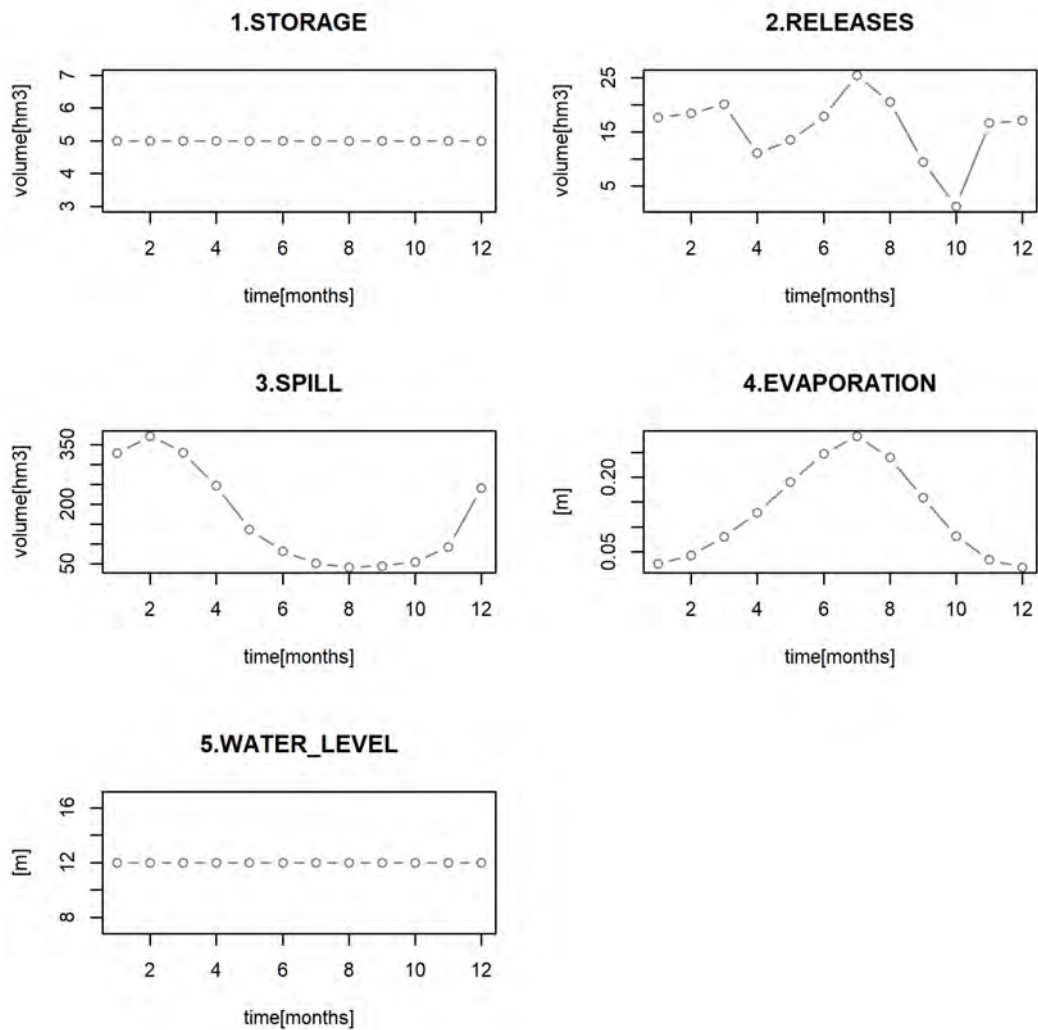 1.STORAGE
volume[hm3]
7
6
5
4
3
2 4 6 8 10 12
time[months]
2.RELEASES
volume[hm3]
25
15
5
2 4 6 8 10 12
time[months]
3.SPILL
volume[hm3]
350
200
50
2 4 6 8 10 12
time[months]
4.EVAPORATION
[m]
0.20
0.05
2 4 6 8 10 12
time[months]
5.WATER_LEVEL
[m]
16
12
8
2 4 6 8 10 12
time[months]